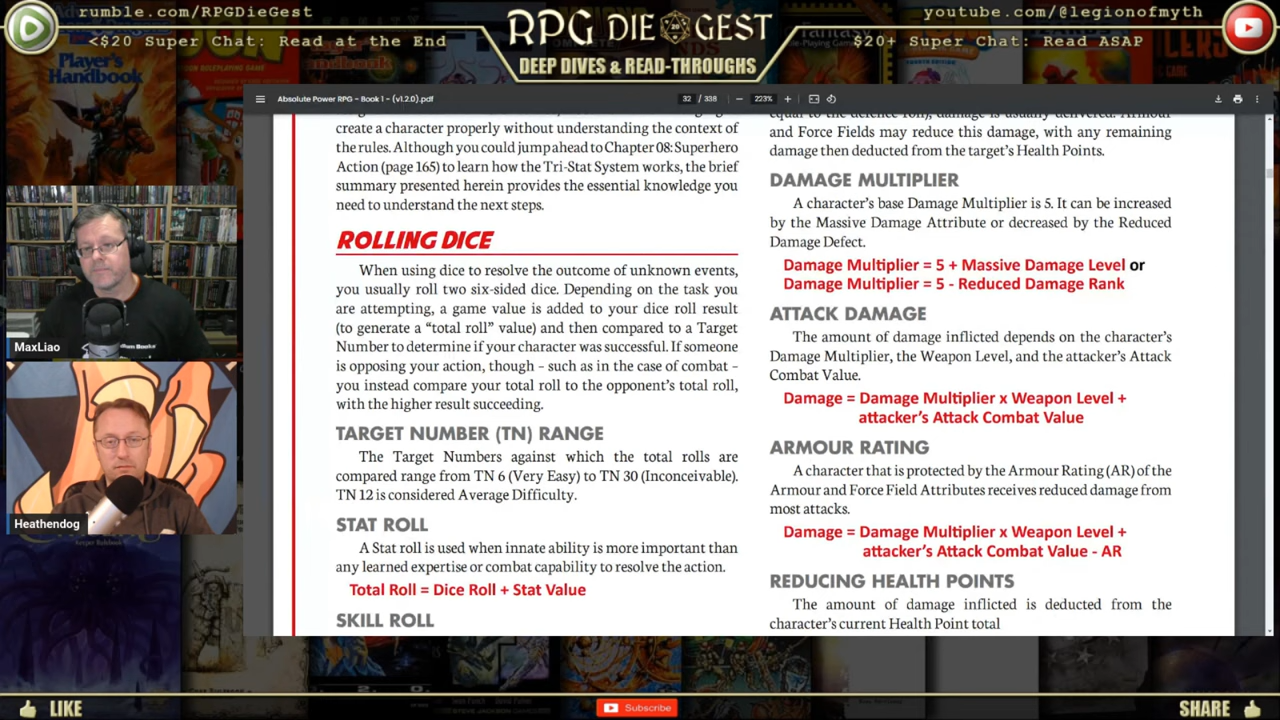 rumble.com/RPGDieGest
<$20 Super Chat: Read at the End
RPG DIE GEST
DEEP DIVES & READ-THROUGHS
youtube.com/@legionofmyth
$20+ Super Chat: Read ASAP
Player's
Handbook
Absolute Power RPG - Book 1 - (v1.2.0).pdf
32 / 338
223%
create a character properly without understanding the context of
the rules. Although you could jump ahead to Chapter 08: Superhero
Action (page 165) to learn how the Tri-Stat System works, the brief
summary presented herein provides the essential knowledge you
need to understand the next steps.
ROLLING DICE
When using dice to resolve the outcome of unknown events,
you usually roll two six-sided dice. Depending on the task you
are attempting, a game value is added to your dice roll result
(to generate a “total roll” value) and then compared to a Target
Number to determine if your character was successful. If someone
is opposing your action, though – such as in the case of combat –
you instead compare your total roll to the opponent’s total roll,
with the higher result succeeding.
TARGET NUMBER (TN) RANGE
The Target Numbers against which the total rolls are
compared range from TN 6 (Very Easy) to TN 30 (Inconceivable).
TN 12 is considered Average Difficulty.
STAT ROLL
A Stat roll is used when innate ability is more important than
any learned expertise or combat capability to resolve the action.
Total Roll = Dice Roll + Stat Value
SKILL ROLL
equal to the defence roll, damage is usually delivered. Armour
and Force Fields may reduce this damage, with any remaining
damage then deducted from the target’s Health Points.
DAMAGE MULTIPLIER
A character’s base Damage Multiplier is 5. It can be increased
by the Massive Damage Attribute or decreased by the Reduced
Damage Defect.
Damage Multiplier = 5 + Massive Damage Level or
Damage Multiplier = 5 - Reduced Damage Rank
ATTACK DAMAGE
The amount of damage inflicted depends on the character’s
Damage Multiplier, the Weapon Level, and the attacker’s Attack
Combat Value.
Damage = Damage Multiplier x Weapon Level +
attacker’s Attack Combat Value
ARMOUR RATING
A character that is protected by the Armour Rating (AR) of the
Armour and Force Field Attributes receives reduced damage from
most attacks.
Damage = Damage Multiplier x Weapon Level +
attacker’s Attack Combat Value - AR
REDUCING HEALTH POINTS
The amount of damage inflicted is deducted from the
character’s current Health Point total
MaxLiao
Heathendog
LIKE
Subscribe
SHARE